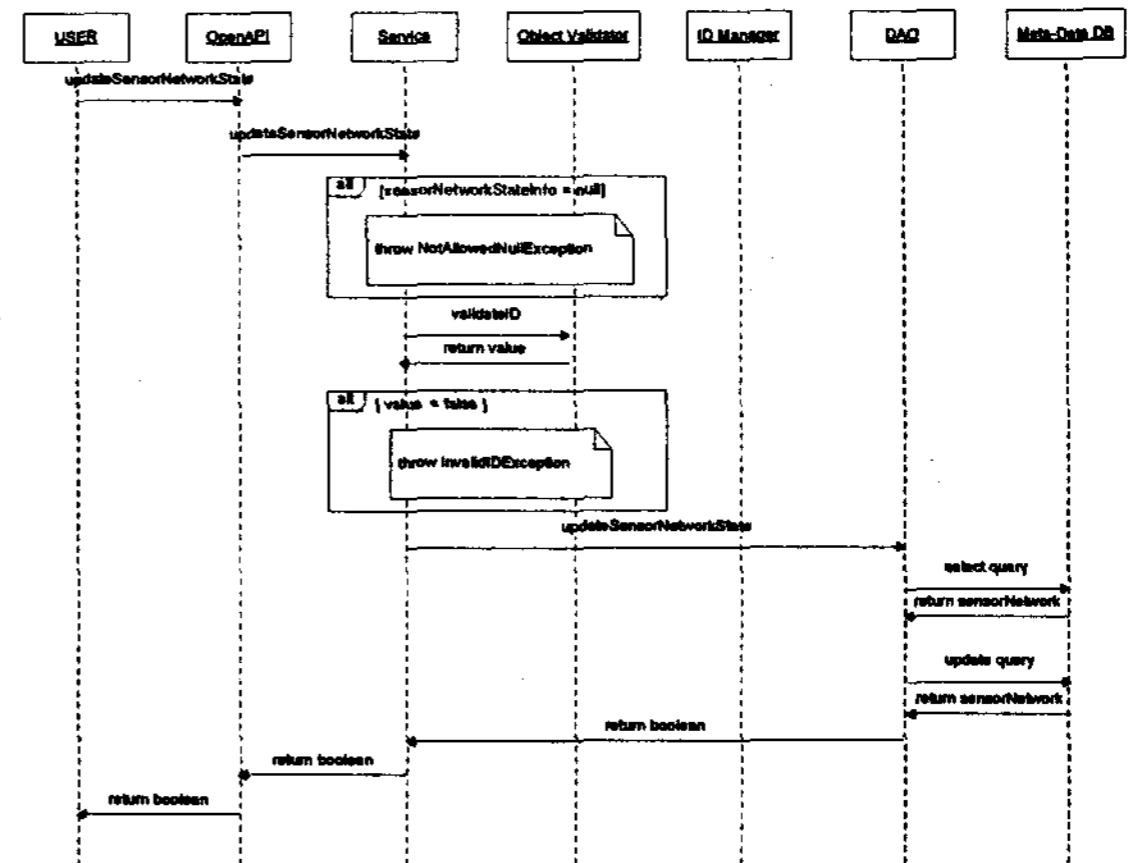 USER
OpenAPI
Service
Object Validator
ID Manager
DAO
Meta-Data DB
updateSensorNetworkState
updateSensorNetworkState
alt
[sensorNetworkStateInfo = null]
throw NotAllowedNullException
validateID
return value
alt
[ value = false ]
throw InvalidIDException
updateSensorNetworkState
select query
return sensorNetwork
update query
return sensorNetwork
return boolean
return boolean
return boolean